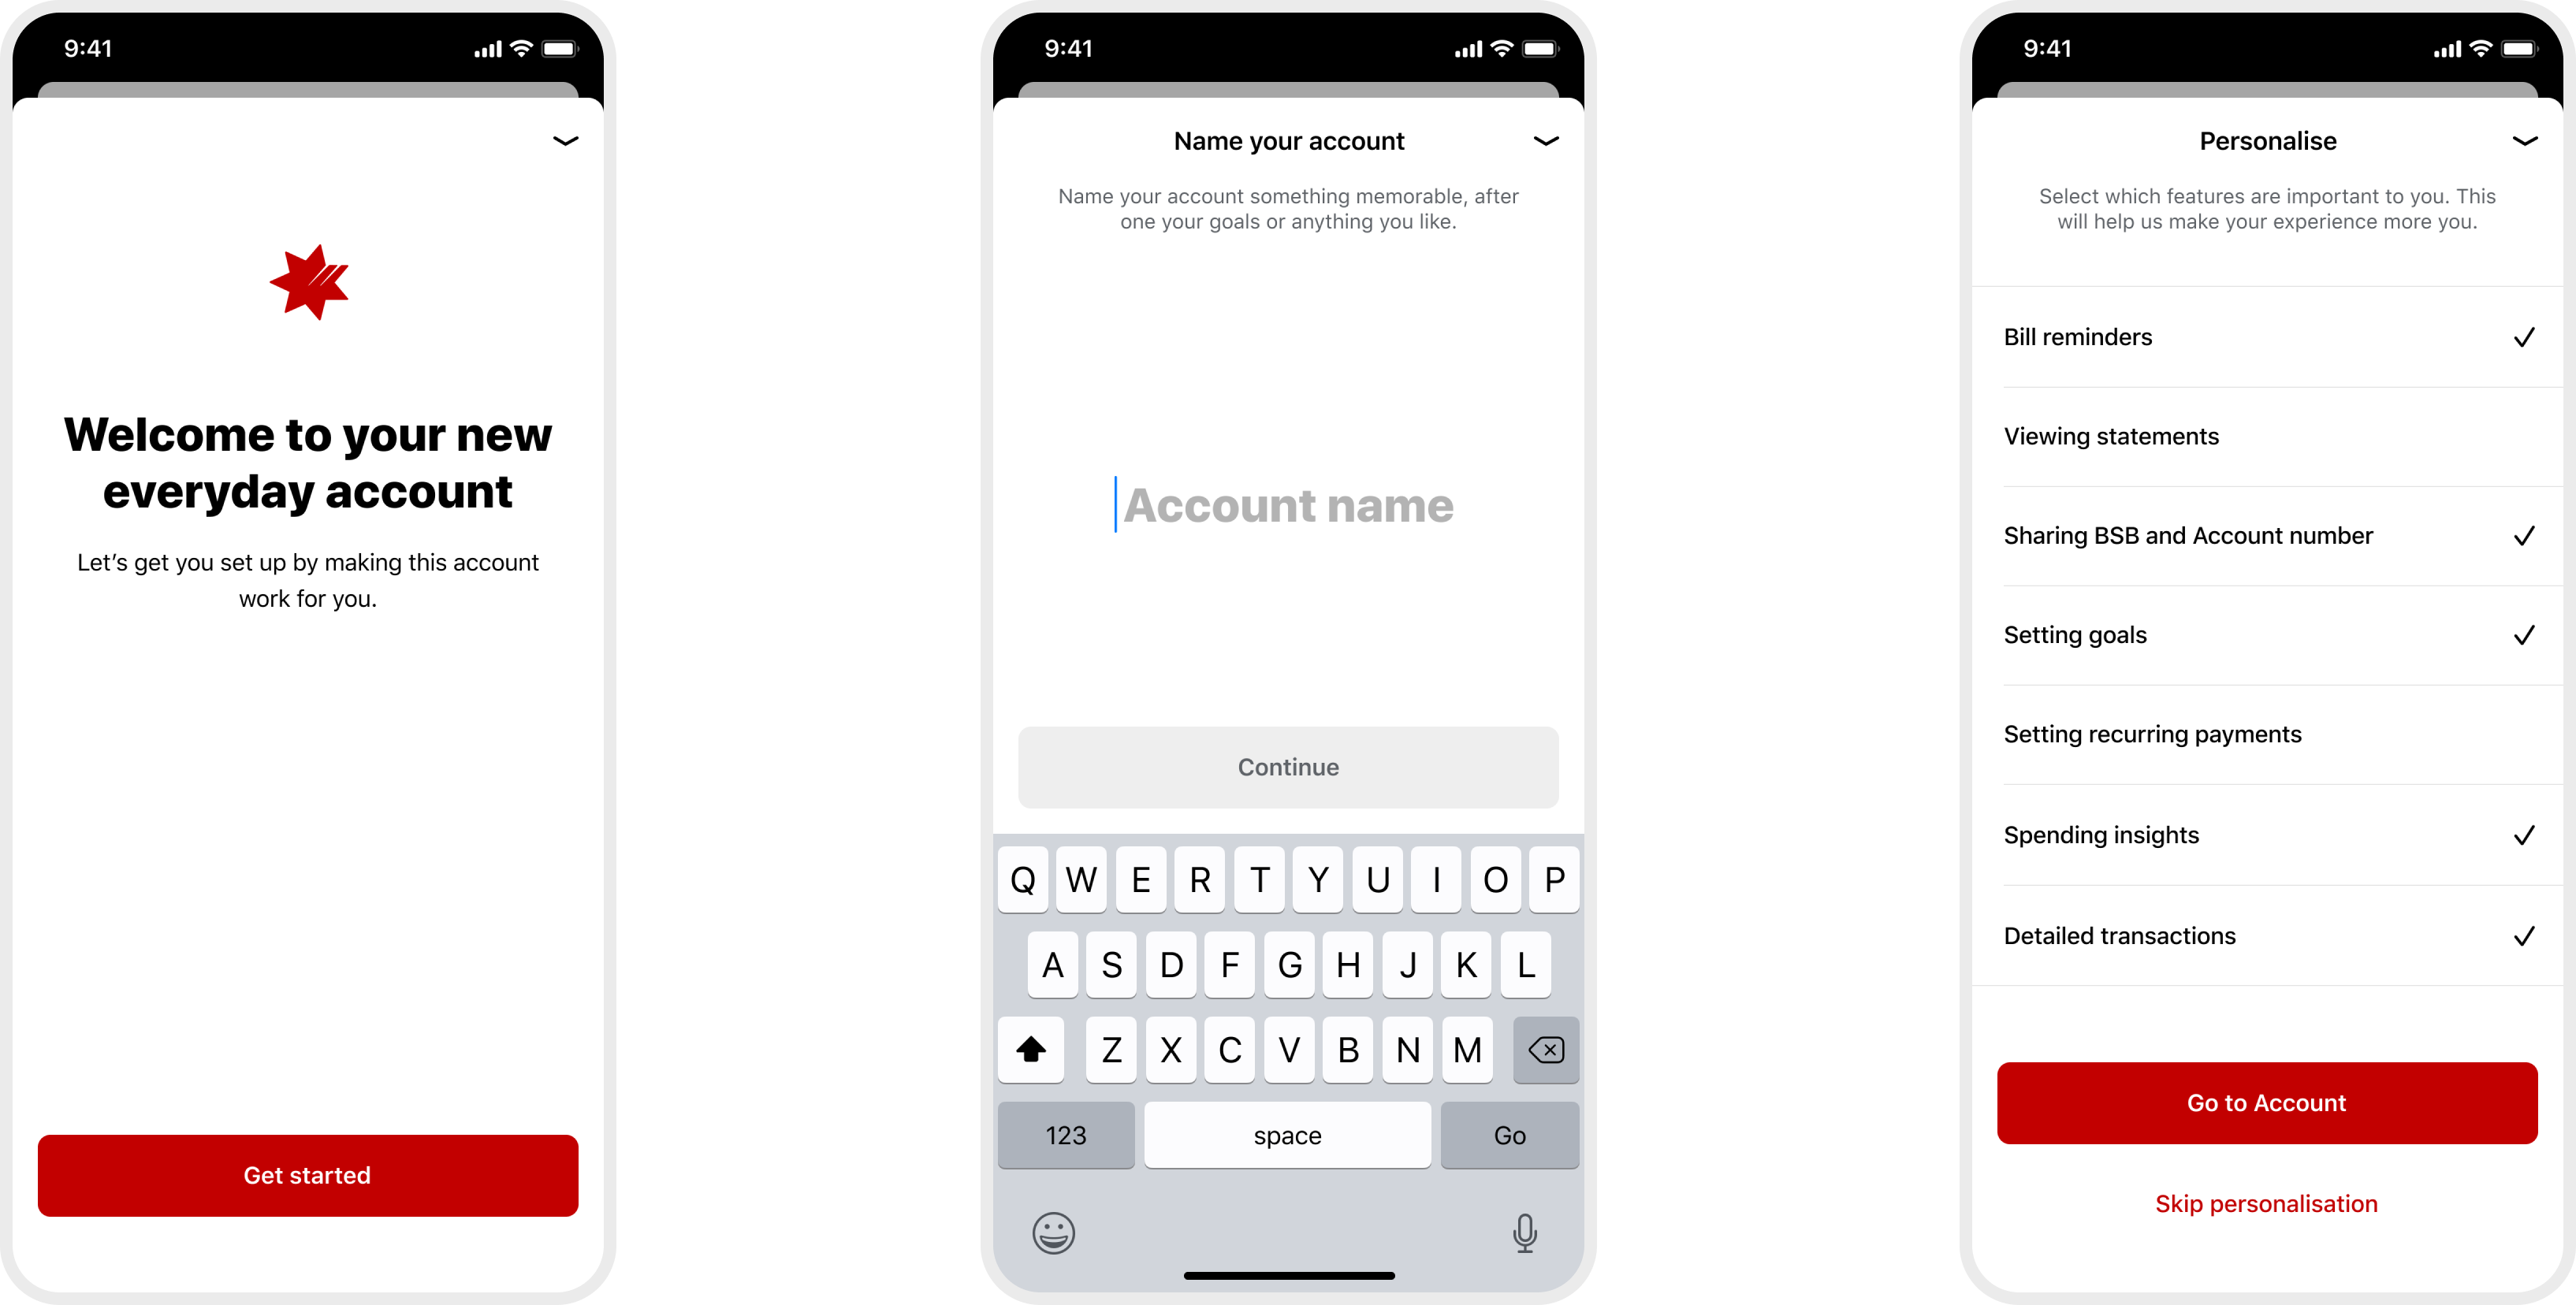 9:41
Welcome to your new
everyday account
Let’s get you set up by making this account
work for you.
Get started
9:41
Name your account
Name your account something memorable, after
one your goals or anything you like.
Account name
Continue
Q W E R T Y U I O P
A S D F G H J K L
Z X C V B N M
123 space Go
9:41
Personalise
Select which features are important to you. This
will help us make your experience more you.
Bill reminders
Viewing statements
Sharing BSB and Account number
Setting goals
Setting recurring payments
Spending insights
Detailed transactions
Go to Account
Skip personalisation